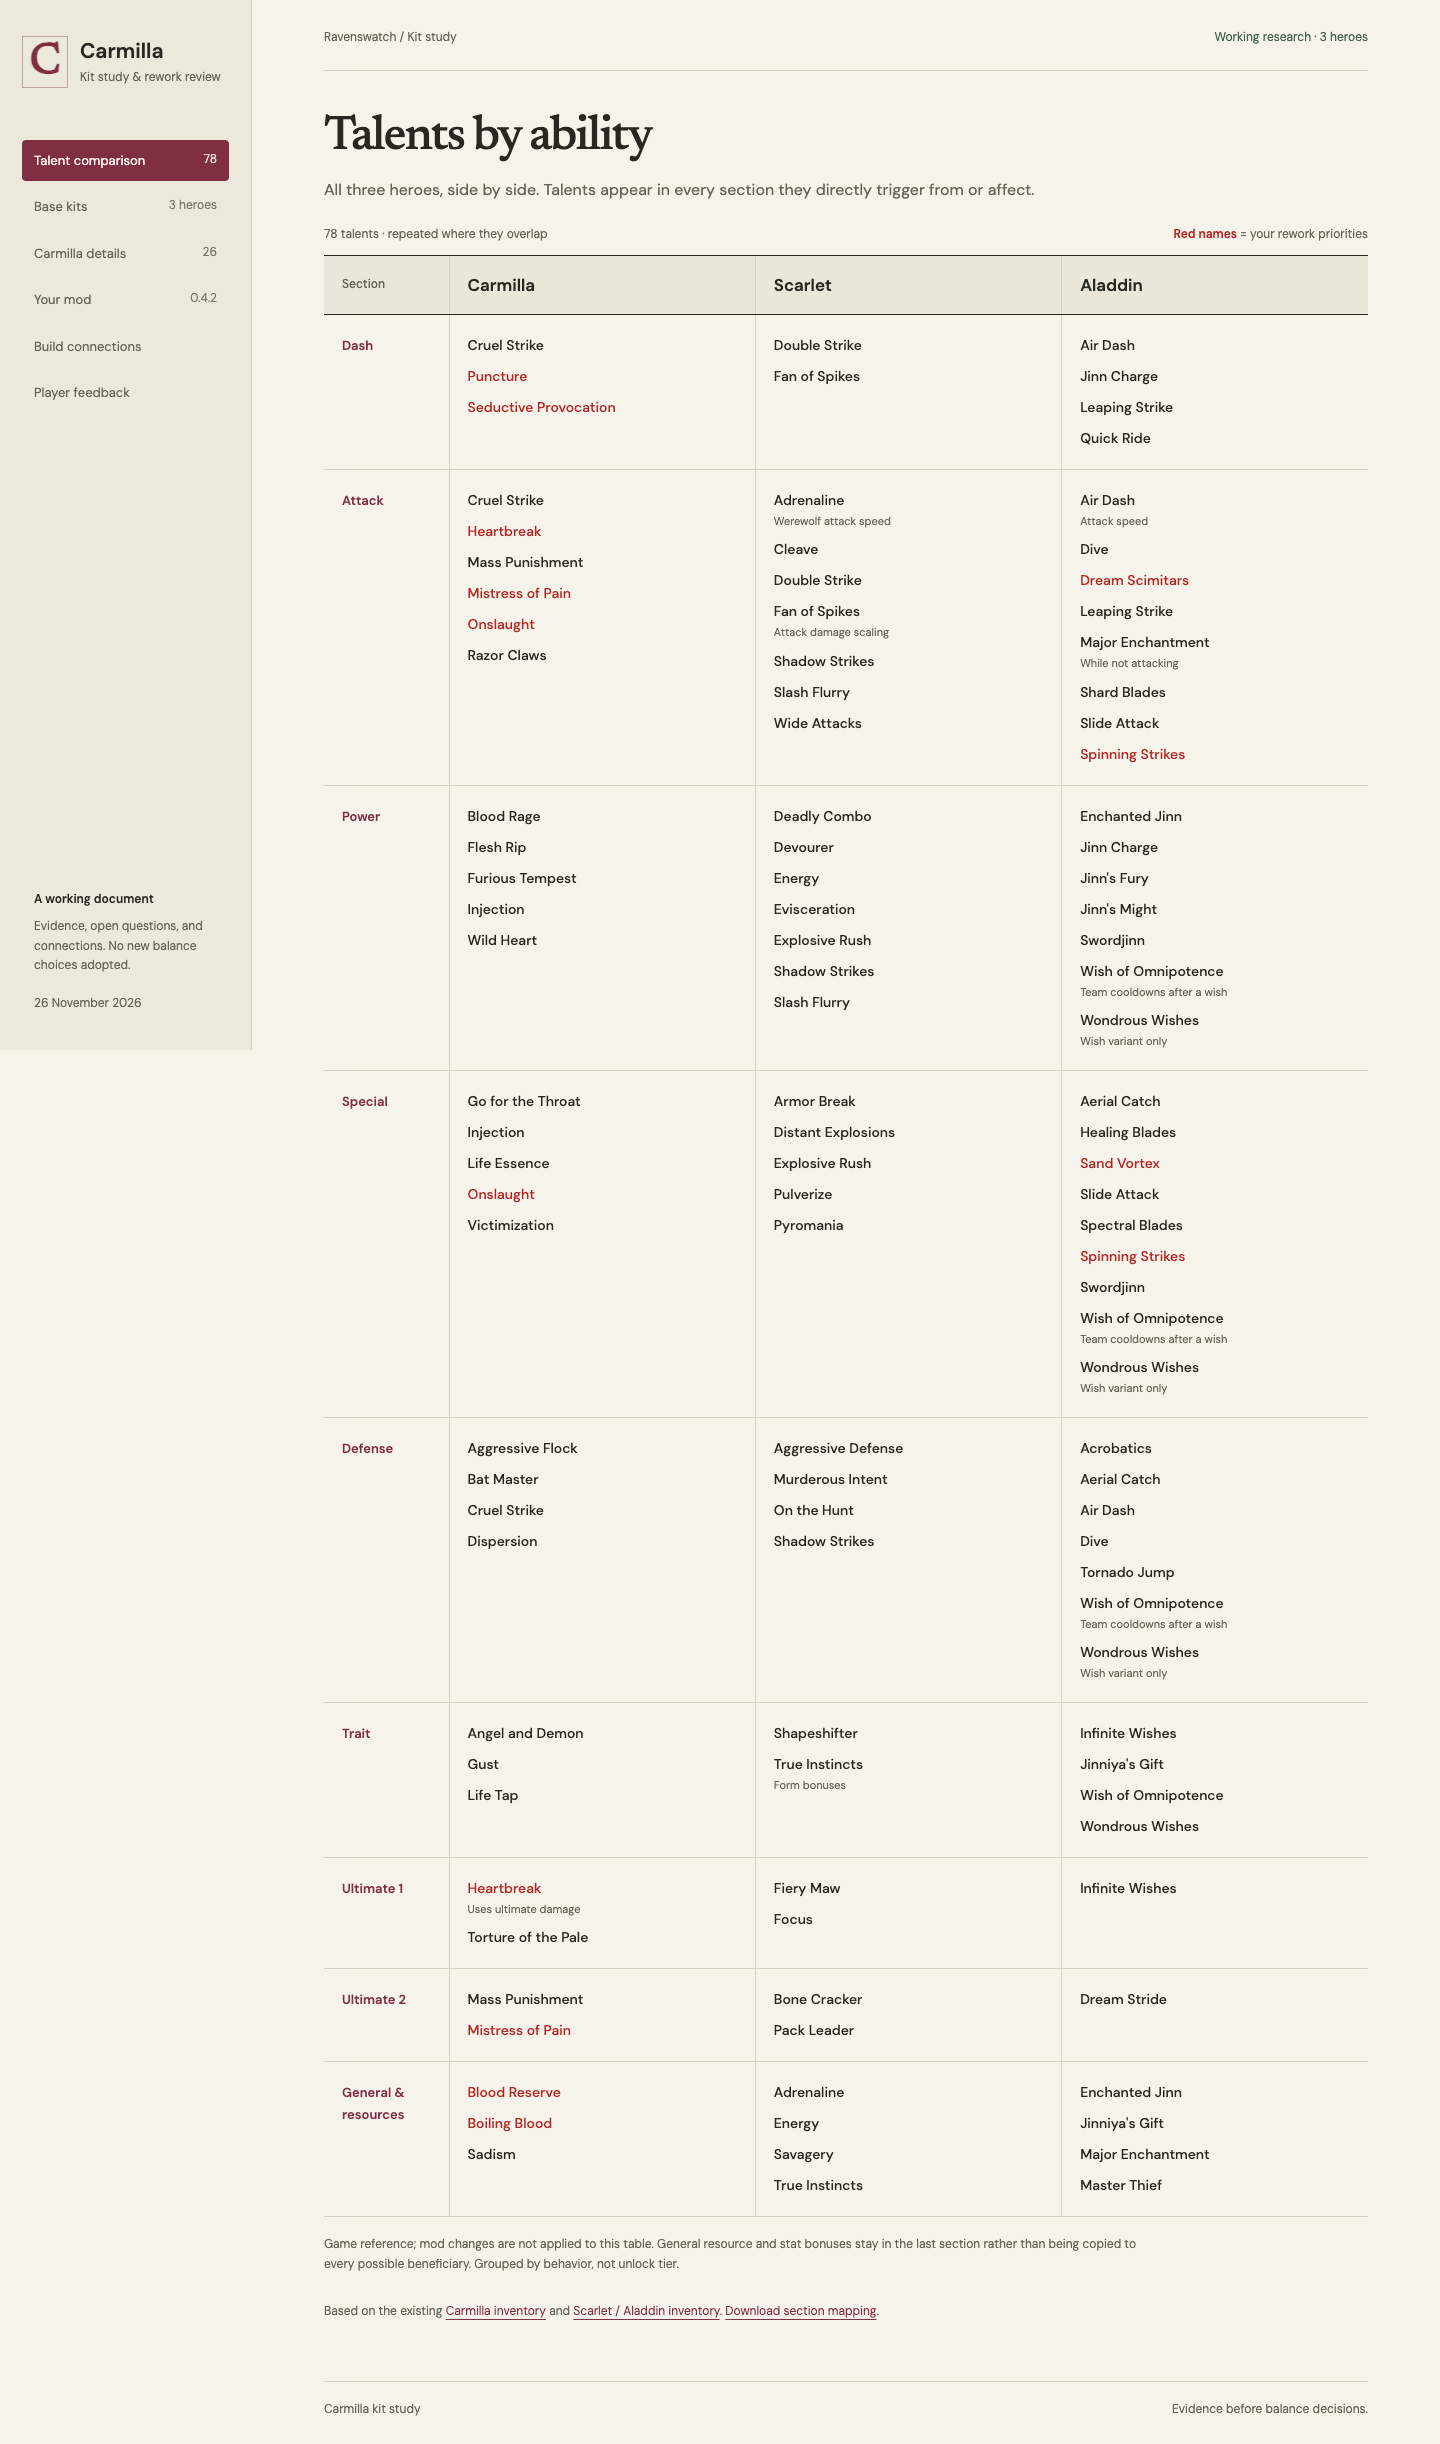 C
Carmilla
Kit study & rework review
Talent comparison 78
Base kits 3 heroes
Carmilla details 26
Your mod 0.4.2
Build connections
Player feedback
A working document
Evidence, open questions, and
connections. No new balance
choices adopted.
26 November 2026
Ravenswatch / Kit study
Working research · 3 heroes
Talents by ability
All three heroes, side by side. Talents appear in every section they directly trigger from or affect.
78 talents · repeated where they overlap
Red names = your rework priorities
Section
Carmilla
Scarlet
Aladdin
Dash
Cruel Strike
Puncture
Seductive Provocation
Double Strike
Fan of Spikes
Air Dash
Jinn Charge
Leaping Strike
Quick Ride
Attack
Cruel Strike
Heartbreak
Mass Punishment
Mistress of Pain
Onslaught
Razor Claws
Adrenaline
Werewolf attack speed
Cleave
Double Strike
Fan of Spikes
Attack damage scaling
Shadow Strikes
Slash Flurry
Wide Attacks
Air Dash
Attack speed
Dive
Dream Scimitars
Leaping Strike
Major Enchantment
While not attacking
Shard Blades
Slide Attack
Spinning Strikes
Power
Blood Rage
Flesh Rip
Furious Tempest
Injection
Wild Heart
Deadly Combo
Devourer
Energy
Evisceration
Explosive Rush
Shadow Strikes
Slash Flurry
Enchanted Jinn
Jinn Charge
Jinn's Fury
Jinn's Might
Swordjinn
Wish of Omnipotence
Team cooldowns after a wish
Wondrous Wishes
Wish variant only
Special
Go for the Throat
Injection
Life Essence
Onslaught
Victimization
Armor Break
Distant Explosions
Explosive Rush
Pulverize
Pyromania
Aerial Catch
Healing Blades
Sand Vortex
Slide Attack
Spectral Blades
Spinning Strikes
Swordjinn
Wish of Omnipotence
Team cooldowns after a wish
Wondrous Wishes
Wish variant only
Defense
Aggressive Flock
Bat Master
Cruel Strike
Dispersion
Aggressive Defense
Murderous Intent
On the Hunt
Shadow Strikes
Acrobatics
Aerial Catch
Air Dash
Dive
Tornado Jump
Wish of Omnipotence
Team cooldowns after a wish
Wondrous Wishes
Wish variant only
Trait
Angel and Demon
Gust
Life Tap
Shapeshifter
True Instincts
Form bonuses
Infinite Wishes
Jinniya's Gift
Wish of Omnipotence
Wondrous Wishes
Ultimate 1
Heartbreak
Uses ultimate damage
Torture of the Pale
Fiery Maw
Focus
Infinite Wishes
Ultimate 2
Mass Punishment
Mistress of Pain
Bone Cracker
Pack Leader
Dream Stride
General &
resources
Blood Reserve
Boiling Blood
Sadism
Adrenaline
Energy
Savagery
True Instincts
Enchanted Jinn
Jinniya's Gift
Major Enchantment
Master Thief
Game reference; mod changes are not applied to this table. General resource and stat bonuses stay in the last section rather than being copied to
every possible beneficiary. Grouped by behavior, not unlock tier.
Based on the existing Carmilla inventory and Scarlet / Aladdin inventory. Download section mapping.
Carmilla kit study
Evidence before balance decisions.